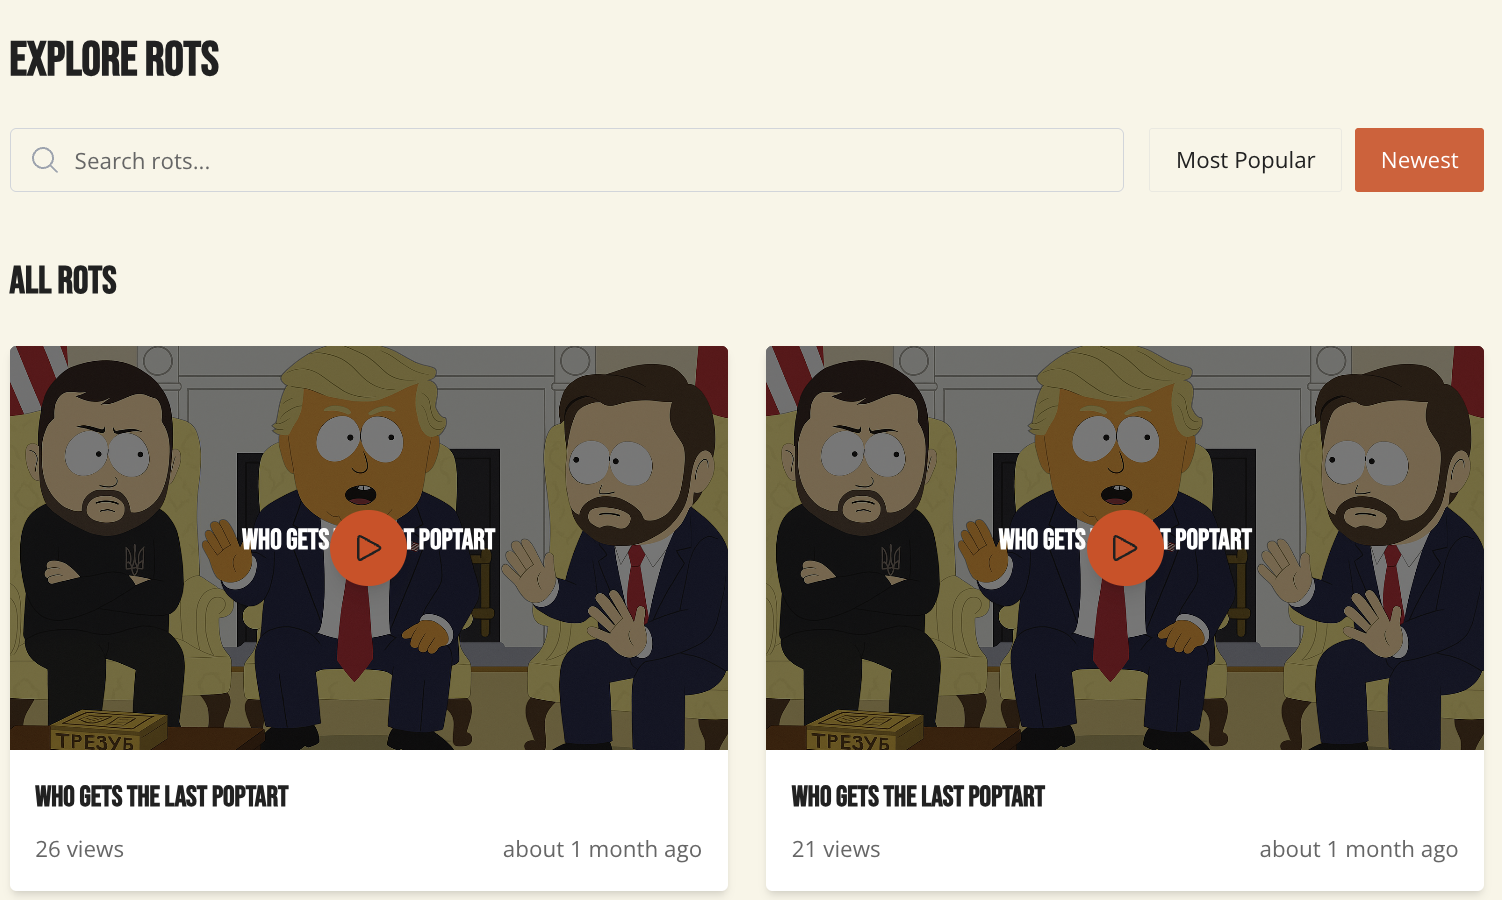 EXPLORE ROTS
Search rots...
Most Popular
Newest
ALL ROTS
WHO GETS T POPTART
WHO GETS T POPTART
ТРЕЗУБ
ТРЕЗУБ
WHO GETS THE LAST POPTART
26 views
about 1 month ago
WHO GETS THE LAST POPTART
21 views
about 1 month ago